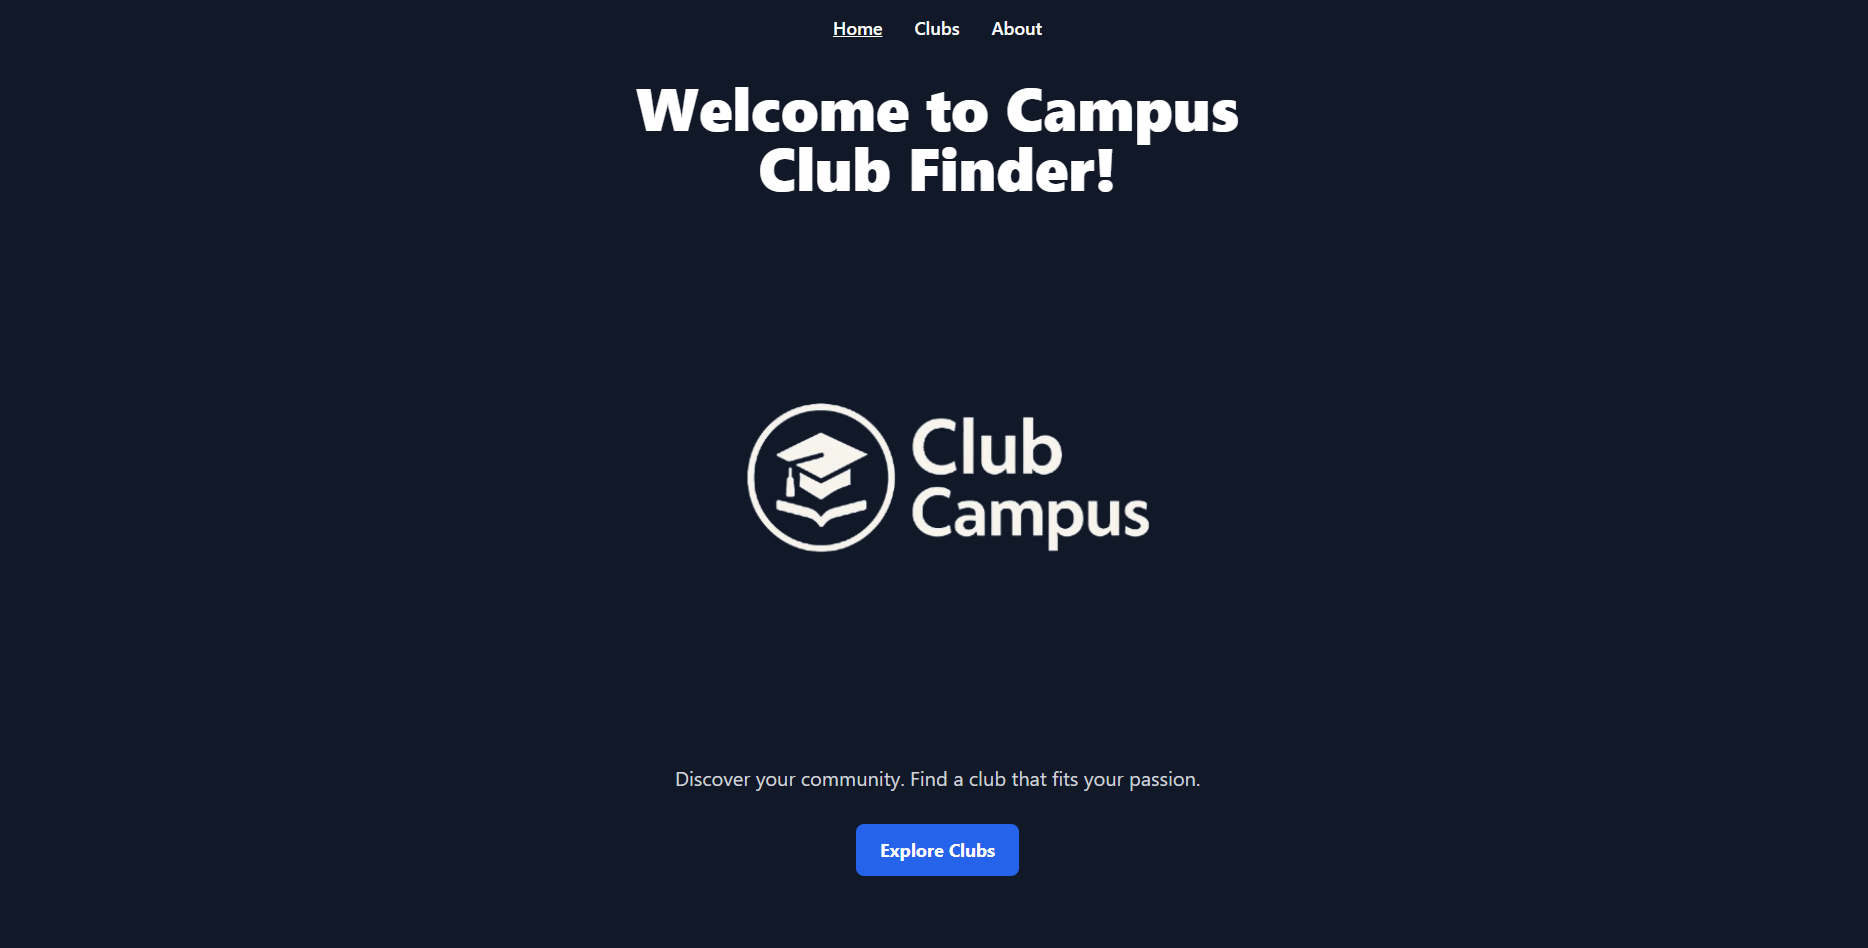 Home Clubs About
Welcome to Campus
Club Finder!
Club
Campus
Discover your community. Find a club that fits your passion.
Explore Clubs